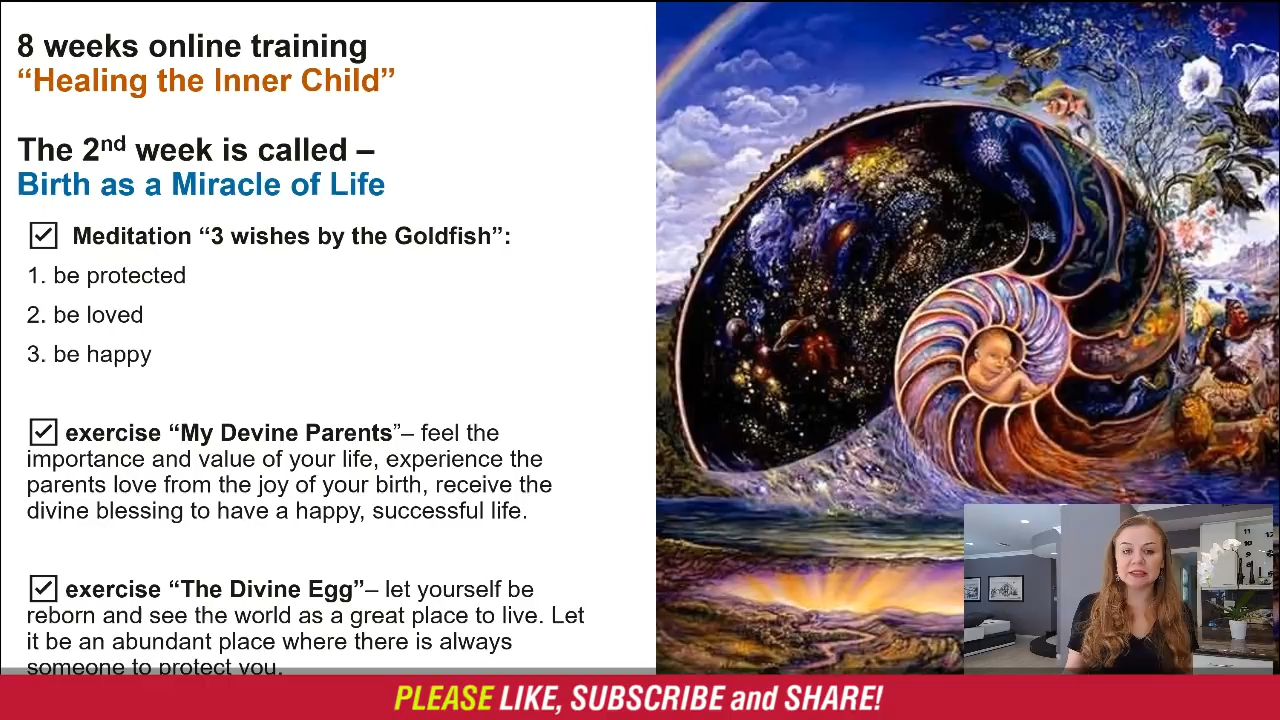 8 weeks online training
“Healing the Inner Child”
The 2nd week is called –
Birth as a Miracle of Life
Meditation “3 wishes by the Goldfish”:
1. be protected
2. be loved
3. be happy
exercise “My Devine Parents”– feel the
importance and value of your life, experience the
parents love from the joy of your birth, receive the
divine blessing to have a happy, successful life.
exercise “The Divine Egg”– let yourself be
reborn and see the world as a great place to live. Let
it be an abundant place where there is always
someone to protect you.
PLEASE LIKE, SUBSCRIBE and SHARE!